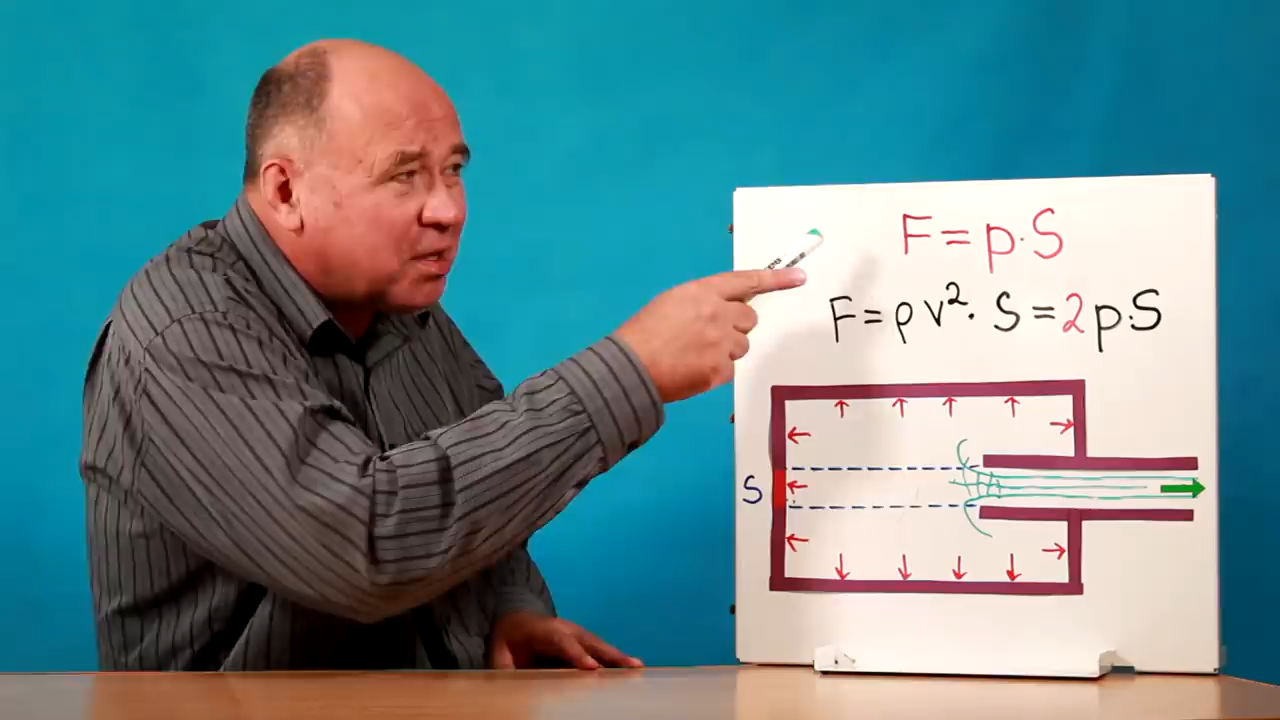 F = p·S
F = ρv²· S = 2p·S
S